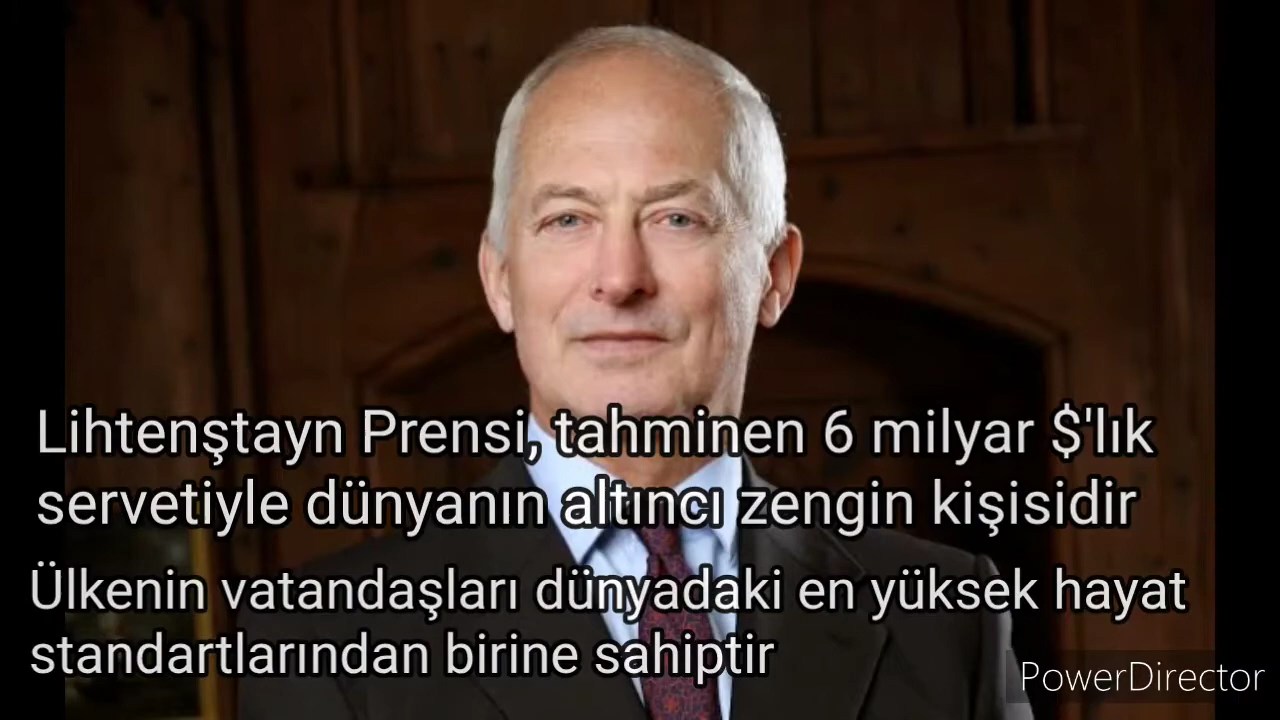 Lihtenştayn Prensi, tahminen 6 milyar $'lık
servetiyle dünyanın altıncı zengin kişisidir
Ülkenin vatandaşları dünyadaki en yüksek hayat
standartlarından birine sahiptir
PowerDirector